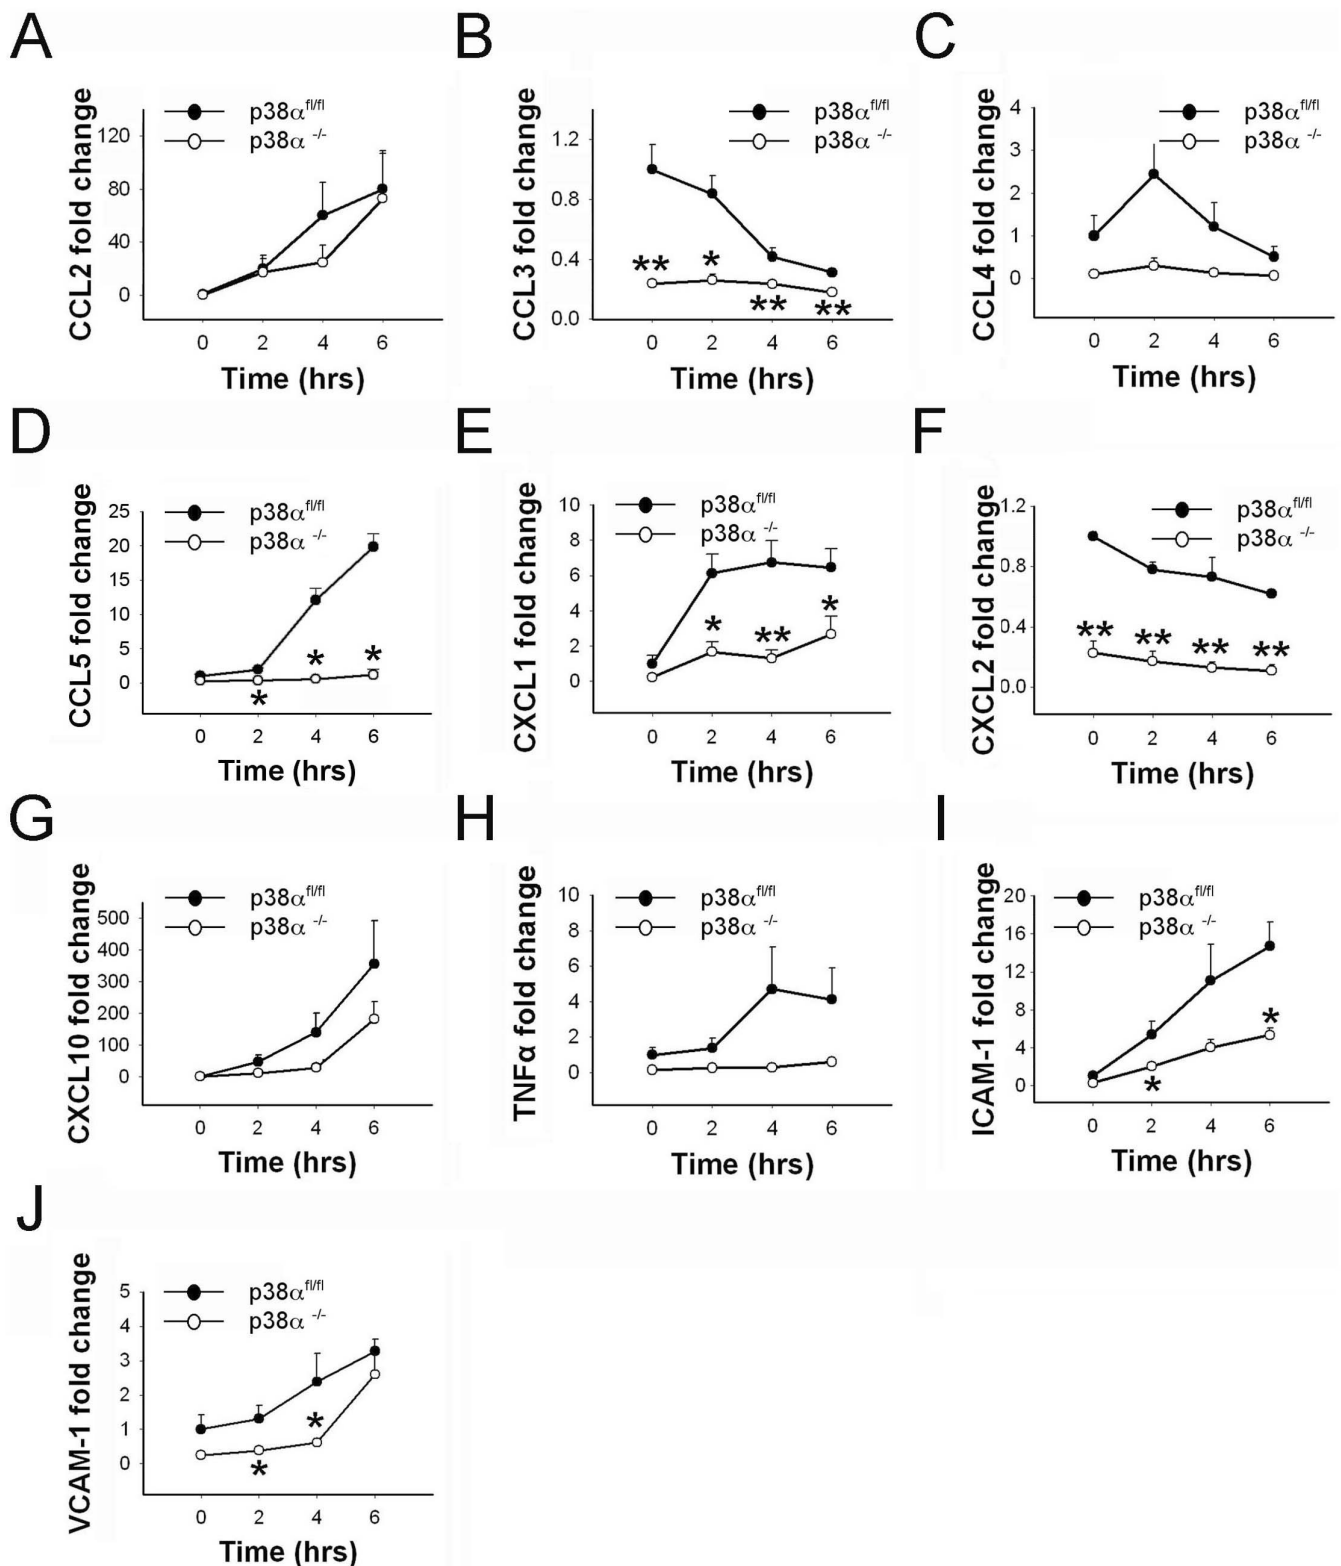 A
B
C
CCL2 fold change
p38α fl/fl
p38α -/-
120
80
40
0
0 2 4 6
Time (hrs)
CCL3 fold change
p38α fl/fl
p38α -/-
1.2
0.8
0.4
0.0
** *
** **
0 2 4 6
Time (hrs)
CCL4 fold change
p38α fl/fl
p38α -/-
4
3
2
1
0
0 2 4 6
Time (hrs)
D
E
F
CCL5 fold change
p38α fl/fl
p38α -/-
25
20
15
10
5
0
* *
*
0 2 4 6
Time (hrs)
CXCL1 fold change
p38α fl/fl
p38α -/-
10
8
6
4
2
0
* ** *
0 2 4 6
Time (hrs)
CXCL2 fold change
p38α fl/fl
p38α -/-
1.2
0.8
0.4
0.0
** ** ** **
0 2 4 6
Time (hrs)
G
H
I
CXCL10 fold change
p38α fl/fl
p38α -/-
500
400
300
200
100
0
0 2 4 6
Time (hrs)
TNFα fold change
p38α fl/fl
p38α -/-
10
8
6
4
2
0
0 2 4 6
Time (hrs)
ICAM-1 fold change
p38α fl/fl
p38α -/-
20
16
12
8
4
0
*
*
0 2 4 6
Time (hrs)
J
VCAM-1 fold change
p38α fl/fl
p38α -/-
5
4
3
2
1
0
*
*
0 2 4 6
Time (hrs)